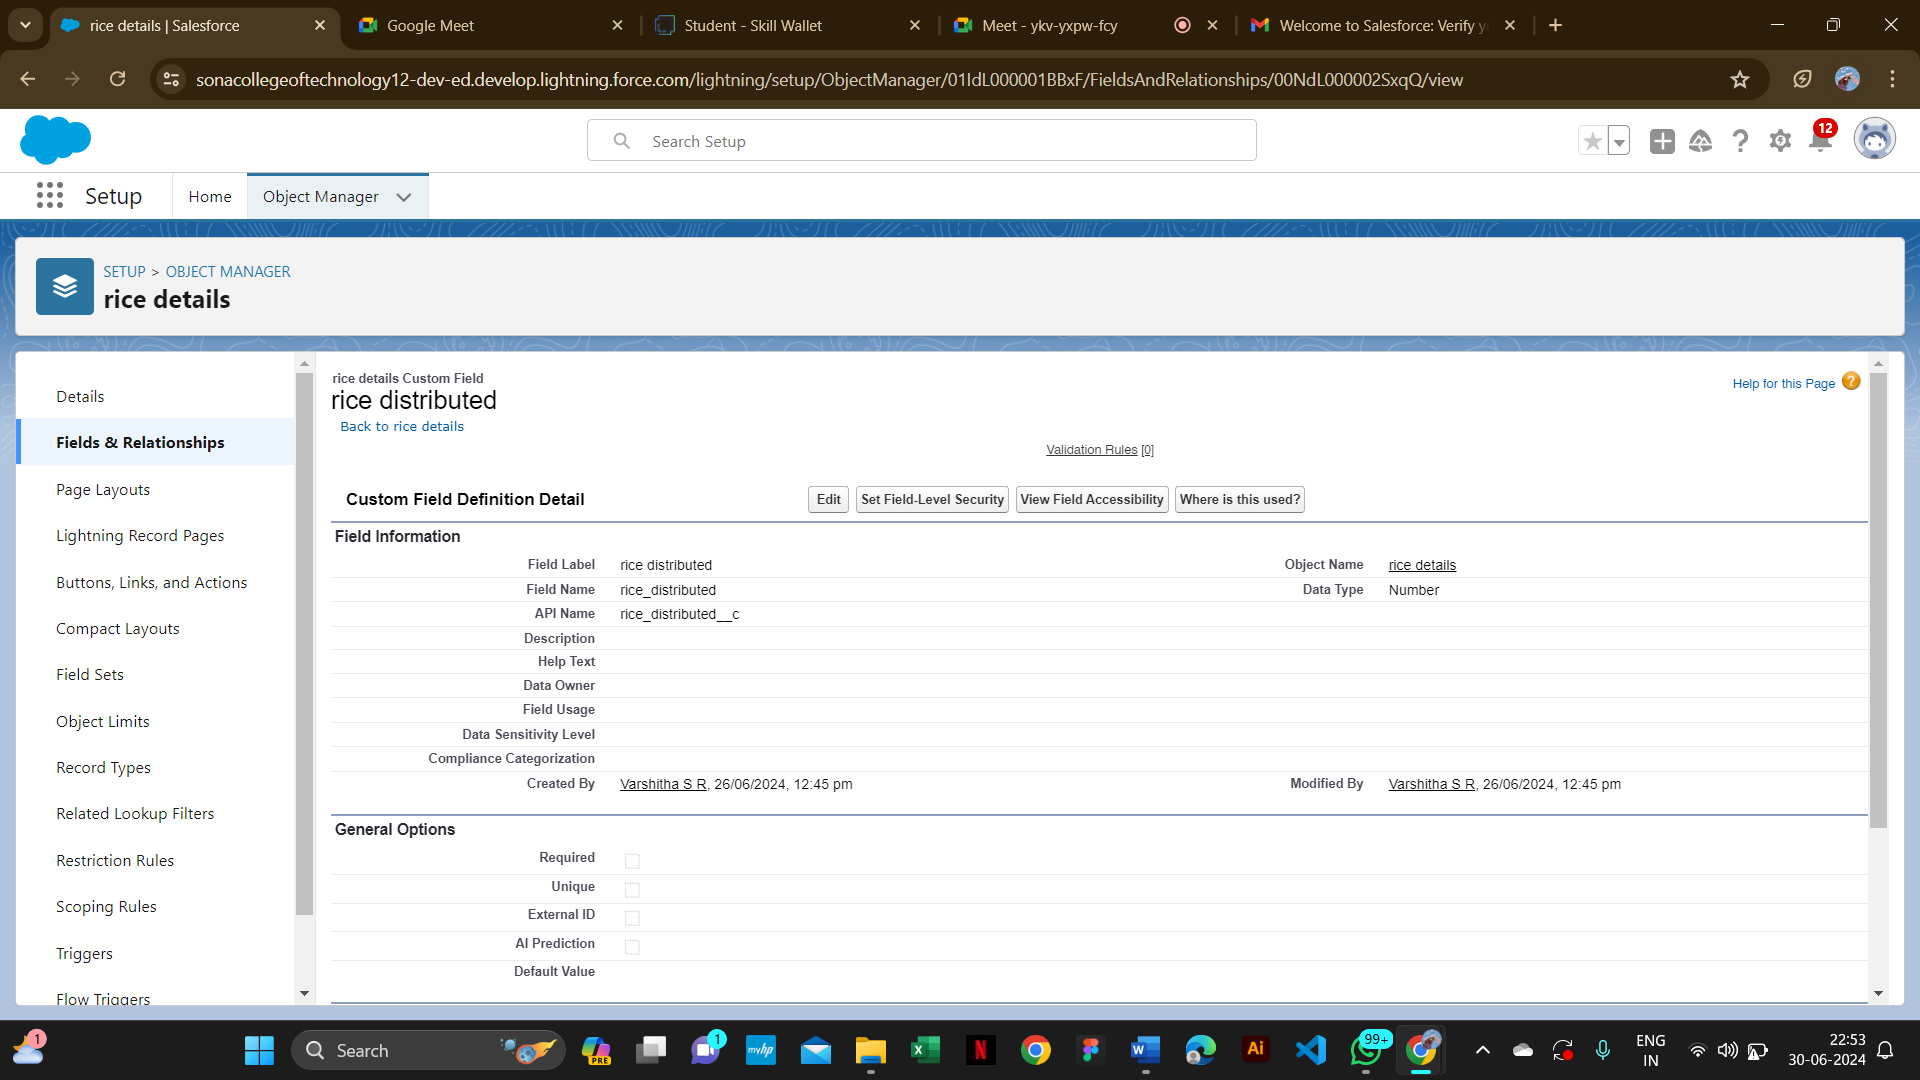 rice details | Salesforce
Google Meet
Student - Skill Wallet
Meet - ykv-yxpw-fcy
Welcome to Salesforce: Verify y
sonacollegeoftechnology12-dev-ed.develop.lightning.force.com/lightning/setup/ObjectManager/01IdL000001BBxF/FieldsAndRelationships/00NdL000002SxqQ/view
Search Setup
12
Setup
Home
Object Manager
SETUP > OBJECT MANAGER
rice details
Details
Fields & Relationships
Page Layouts
Lightning Record Pages
Buttons, Links, and Actions
Compact Layouts
Field Sets
Object Limits
Record Types
Related Lookup Filters
Restriction Rules
Scoping Rules
Triggers
Flow Triggers
rice details Custom Field
rice distributed
Back to rice details
Help for this Page
Validation Rules [0]
Custom Field Definition Detail
Edit
Set Field-Level Security
View Field Accessibility
Where is this used?
Field Information
Field Label rice distributed Object Name rice details
Field Name rice_distributed Data Type Number
API Name rice_distributed__c
Description
Help Text
Data Owner
Field Usage
Data Sensitivity Level
Compliance Categorization
Created By Varshitha S R, 26/06/2024, 12:45 pm Modified By Varshitha S R, 26/06/2024, 12:45 pm
General Options
Required
Unique
External ID
AI Prediction
Default Value
1
Search
PRE
1
myhp
N
Ai
99+
ENG
IN
22:53
30-06-2024